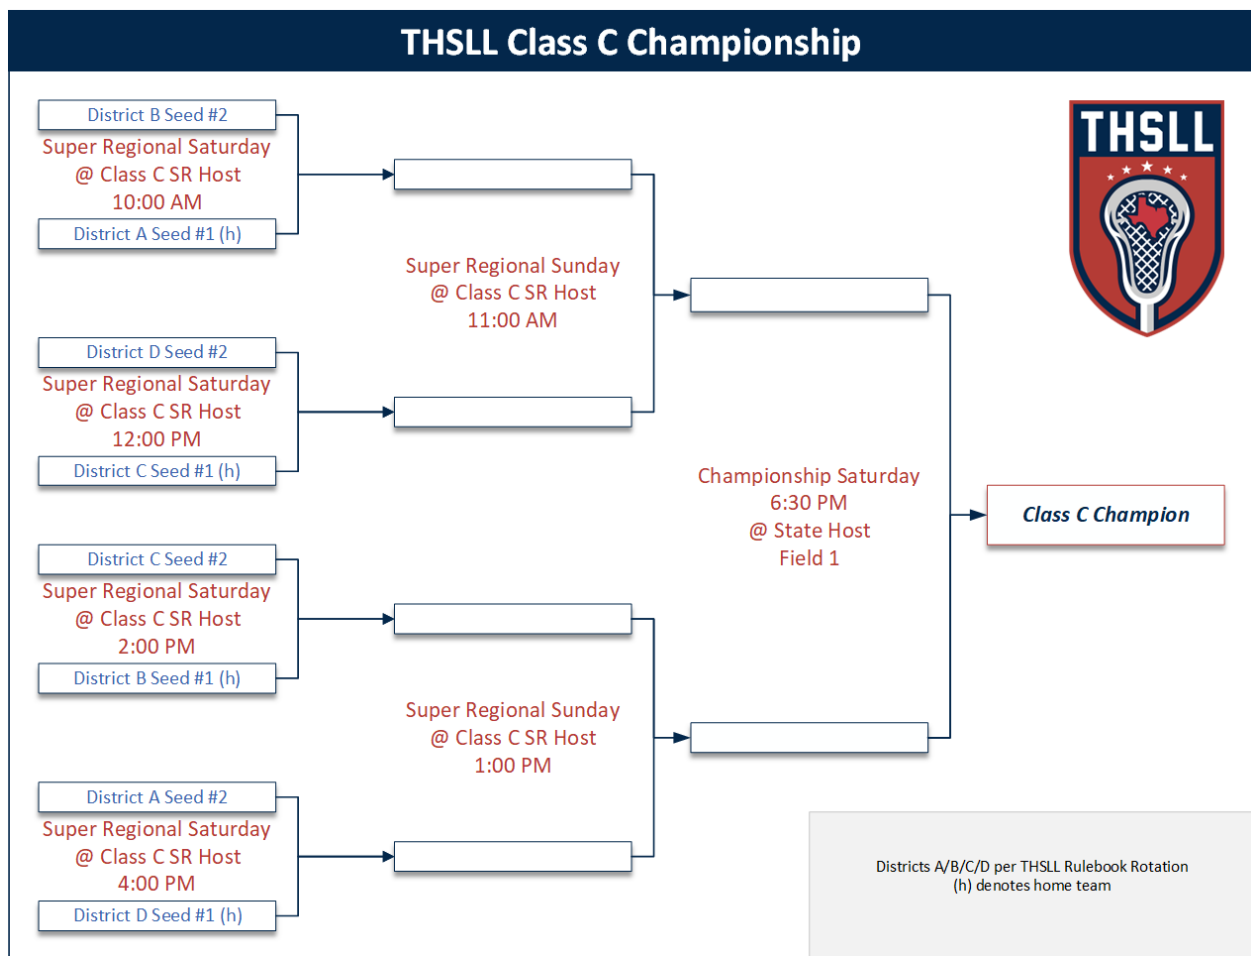 THSLL Class C Championship
THSLL
District B Seed #2
Super Regional Saturday
@ Class C SR Host
10:00 AM
District A Seed #1 (h)
Super Regional Sunday
@ Class C SR Host
11:00 AM
District D Seed #2
Super Regional Saturday
@ Class C SR Host
12:00 PM
District C Seed #1 (h)
Championship Saturday
6:30 PM
@ State Host
Field 1
Class C Champion
District C Seed #2
Super Regional Saturday
@ Class C SR Host
2:00 PM
District B Seed #1 (h)
Super Regional Sunday
@ Class C SR Host
1:00 PM
District A Seed #2
Super Regional Saturday
@ Class C SR Host
4:00 PM
District D Seed #1 (h)
Districts A/B/C/D per THSLL Rulebook Rotation
(h) denotes home team